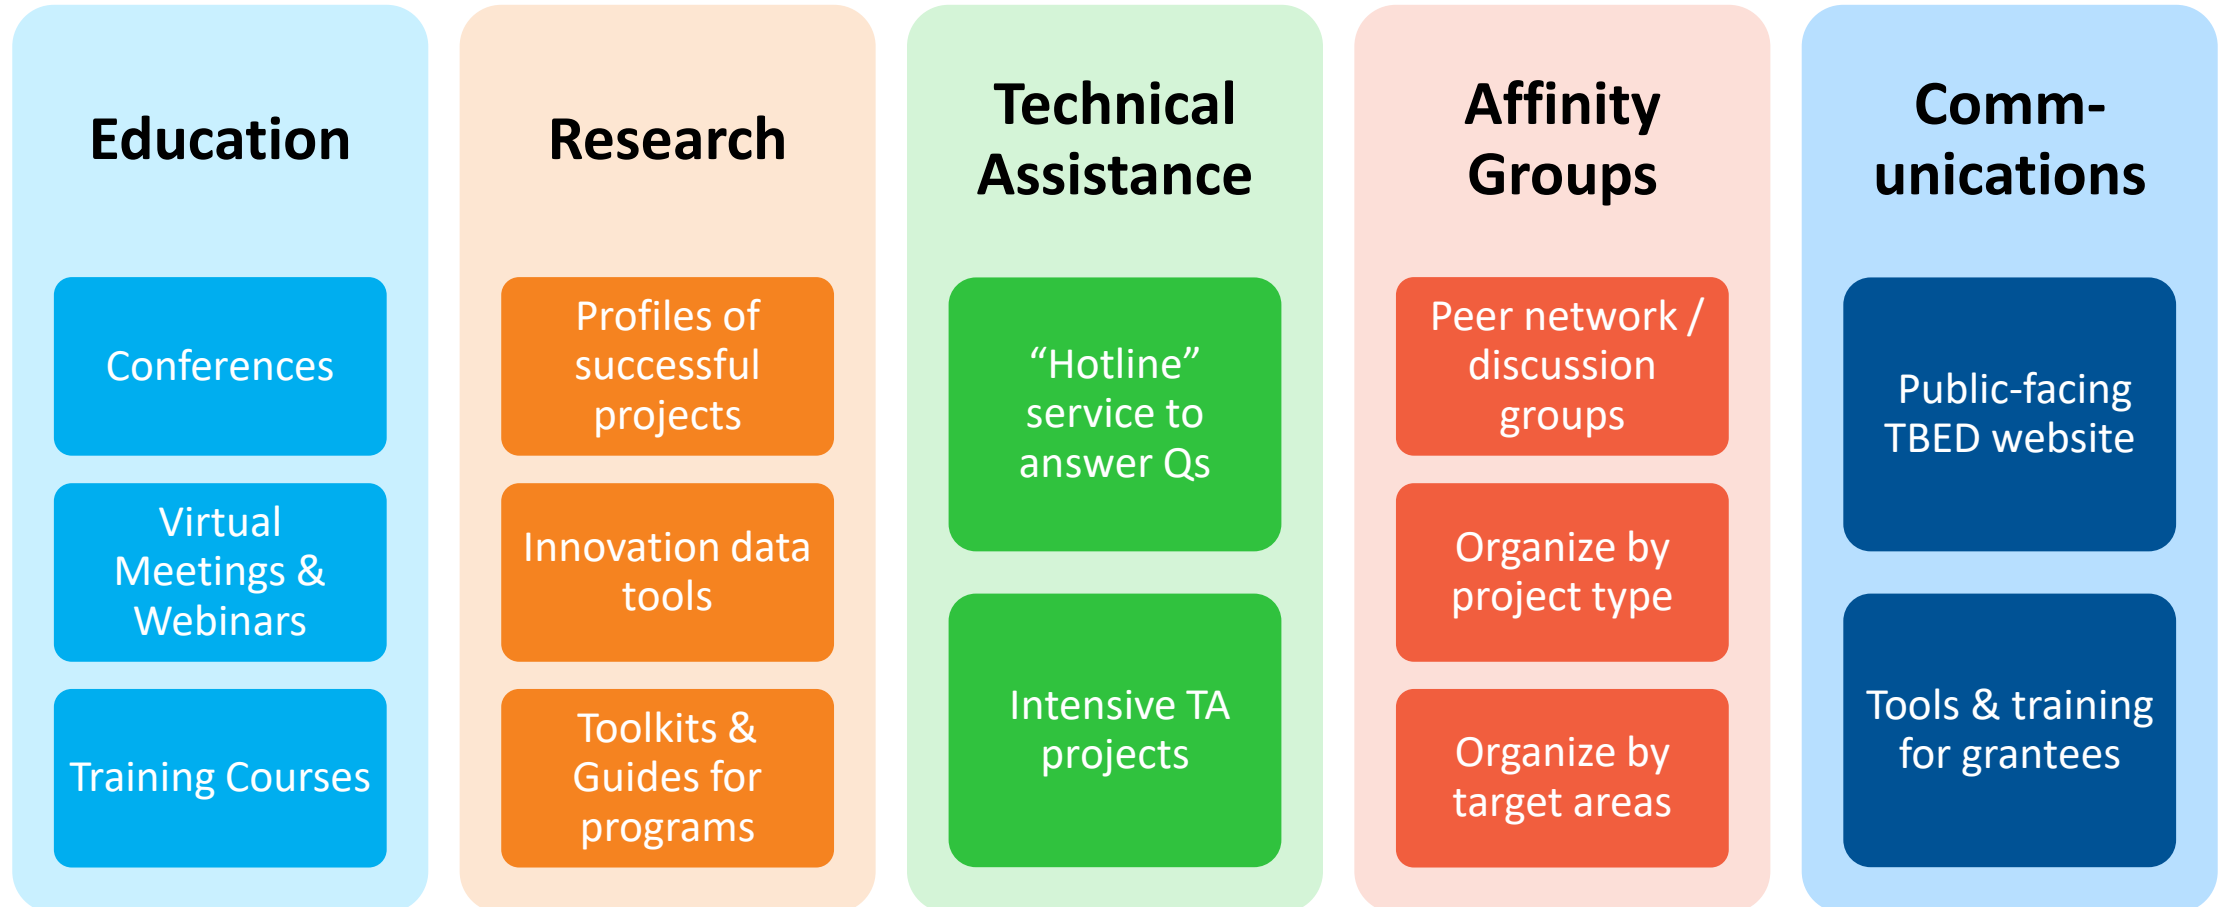 Education
Conferences
Virtual
Meetings &
Webinars
Training Courses
Research
Profiles of
successful
projects
Innovation data
tools
Toolkits &
Guides for
programs
Technical
Assistance
“Hotline”
service to
answer Qs
Intensive TA
projects
Affinity
Groups
Peer network /
discussion
groups
Organize by
project type
Organize by
target areas
Comm-
unications
Public-facing
TBED website
Tools & training
for grantees